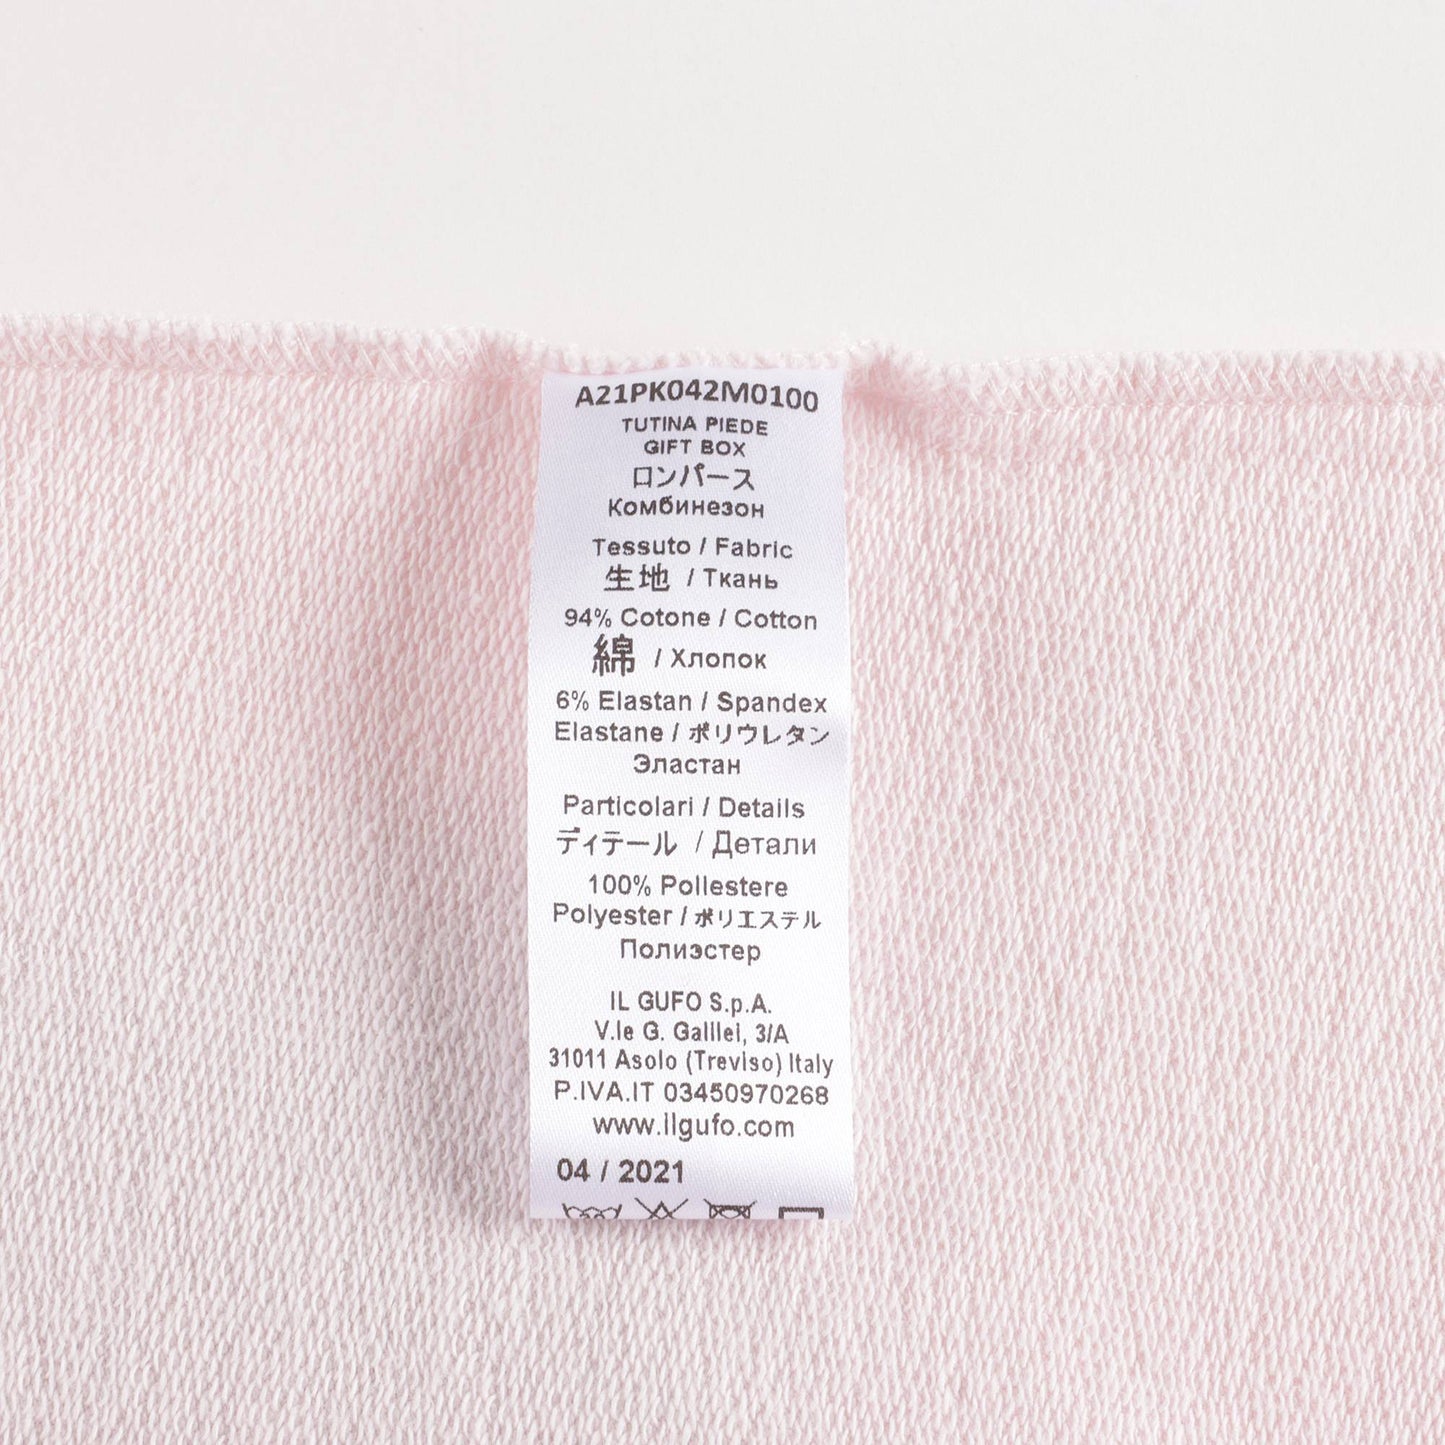 A21PK042M0100
TUTINA PIEDE
GIFT BOX
ロンパース
Комбинезон
Tessuto / Fabric
生地 / Ткань
94% Cotone / Cotton
綿 / Хлопок
6% Elastan / Spandex
Elastane / ポリウレタン
Эластан
Particolari / Details
ディテール / Детали
100% Poliestere
Polyester / ポリエステル
Полиэстер
IL GUFO S.p.A.
V.le G. Galilei, 3/A
31011 Asolo (Treviso) Italy
P.IVA.IT 03450970268
www.ilgufo.com
04 / 2021